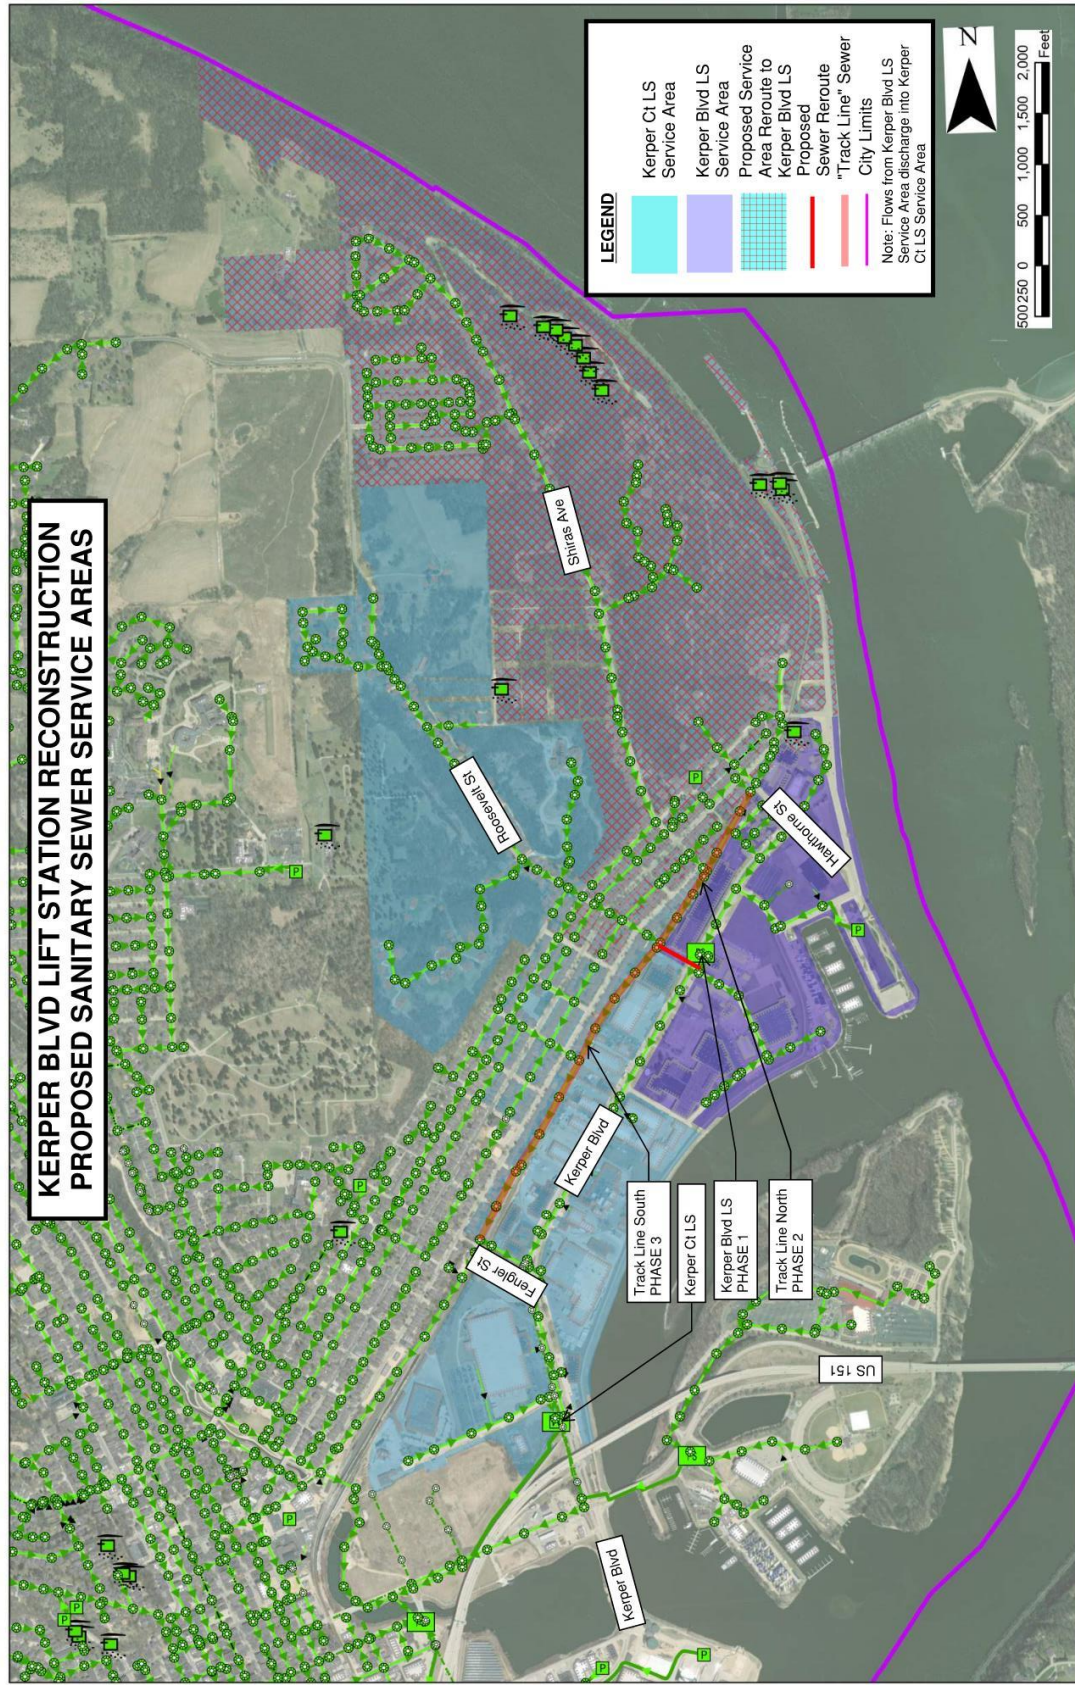 KERPER BLVD LIFT STATION RECONSTRUCTION
PROPOSED SANITARY SEWER SERVICE AREAS
LEGEND
Kerper Ct LS
Service Area
Kerper Blvd LS
Service Area
Proposed Service
Area Reroute to
Kerper Blvd LS
Proposed
Sewer Reroute
"Track Line" Sewer
City Limits
Note: Flows from Kerper Blvd LS
Service Area discharge into Kerper
Ct LS Service Area
N
500 250 0 500 1,000 1,500 2,000
Feet
Shiras Ave
Roosevelt St
Hawthorne St
Kerper Blvd
Fengler St
Track Line South
PHASE 3
Kerper Ct LS
Kerper Blvd LS
PHASE 1
Track Line North
PHASE 2
US 151
Kerper Blvd
P
P
P
P
P
P
P
P
P